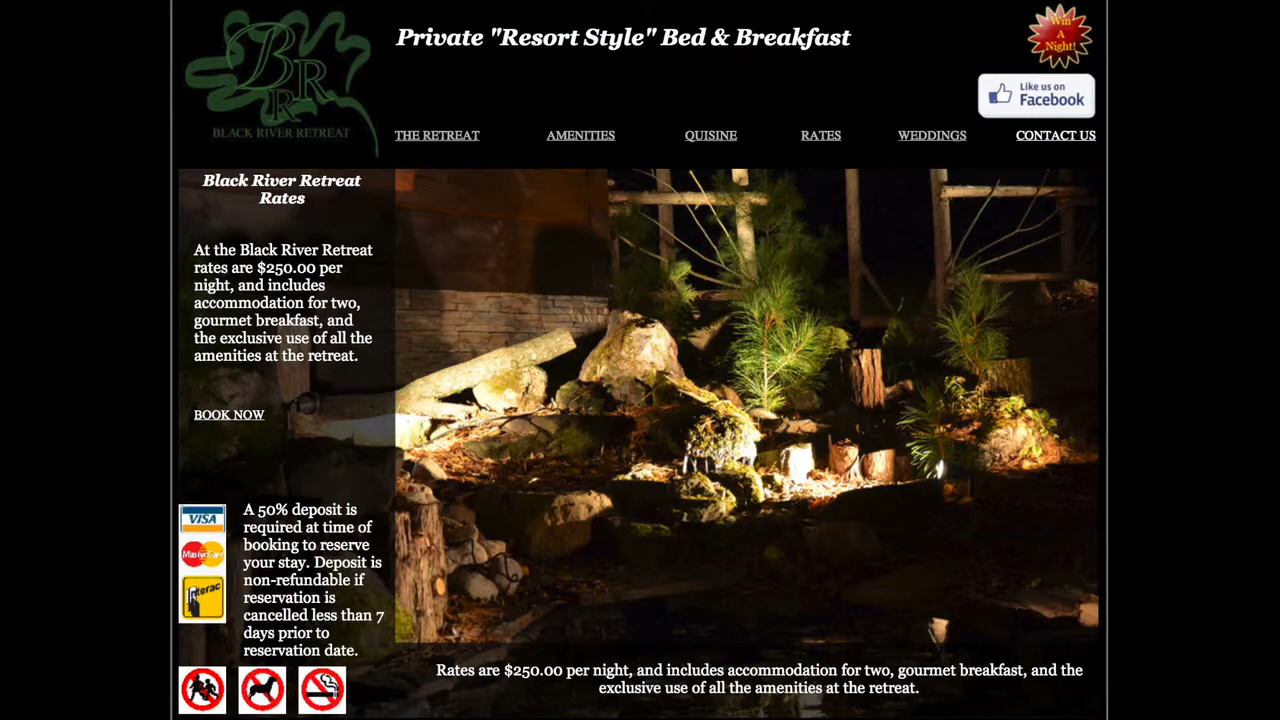 Private "Resort Style" Bed & Breakfast
Win
A
Night!
Like us on
Facebook
BRR
BLACK RIVER RETREAT
THE RETREAT AMENITIES QUISINE RATES WEDDINGS CONTACT US
Black River Retreat
Rates
At the Black River Retreat
rates are $250.00 per
night, and includes
accommodation for two,
gourmet breakfast, and
the exclusive use of all the
amenities at the retreat.
BOOK NOW
VISA
MasterCard
Interac
A 50% deposit is
required at time of
booking to reserve
your stay. Deposit is
non-refundable if
reservation is
cancelled less than 7
days prior to
reservation date.
Rates are $250.00 per night, and includes accommodation for two, gourmet breakfast, and the
exclusive use of all the amenities at the retreat.